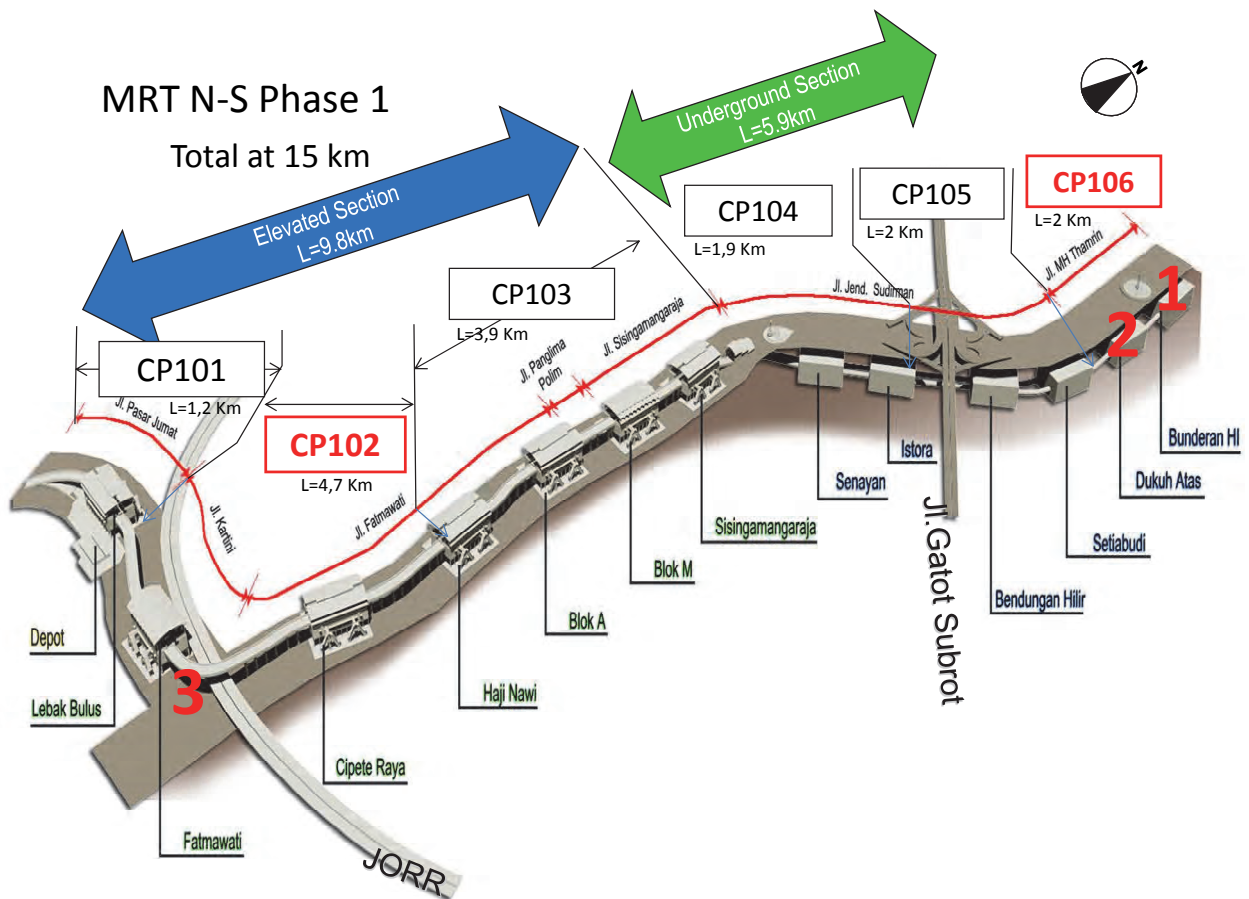 MRT N-S Phase 1
Total at 15 km
Elevated Section
L=9.8km
Underground Section
L=5.9km
N
CP101
L=1,2 Km
CP102
L=4,7 Km
CP103
L=3,9 Km
CP104
L=1,9 Km
CP105
L=2 Km
CP106
L=2 Km
Jl. Pasar Jumat
Jl. Kartini
Jl. Fatmawati
Jl. Panglima
Polim
Jl. Sisingamangaraja
Jl. Jend. Sudirman
Jl. MH Thamrin
1
2
3
Bunderan HI
Dukuh Atas
Setiabudi
Bendungan Hilir
Istora
Senayan
Sisingamangaraja
Blok M
Blok A
Haji Nawi
Cipete Raya
Fatmawati
Lebak Bulus
Depot
Jl.Gatot Subrot
JORR